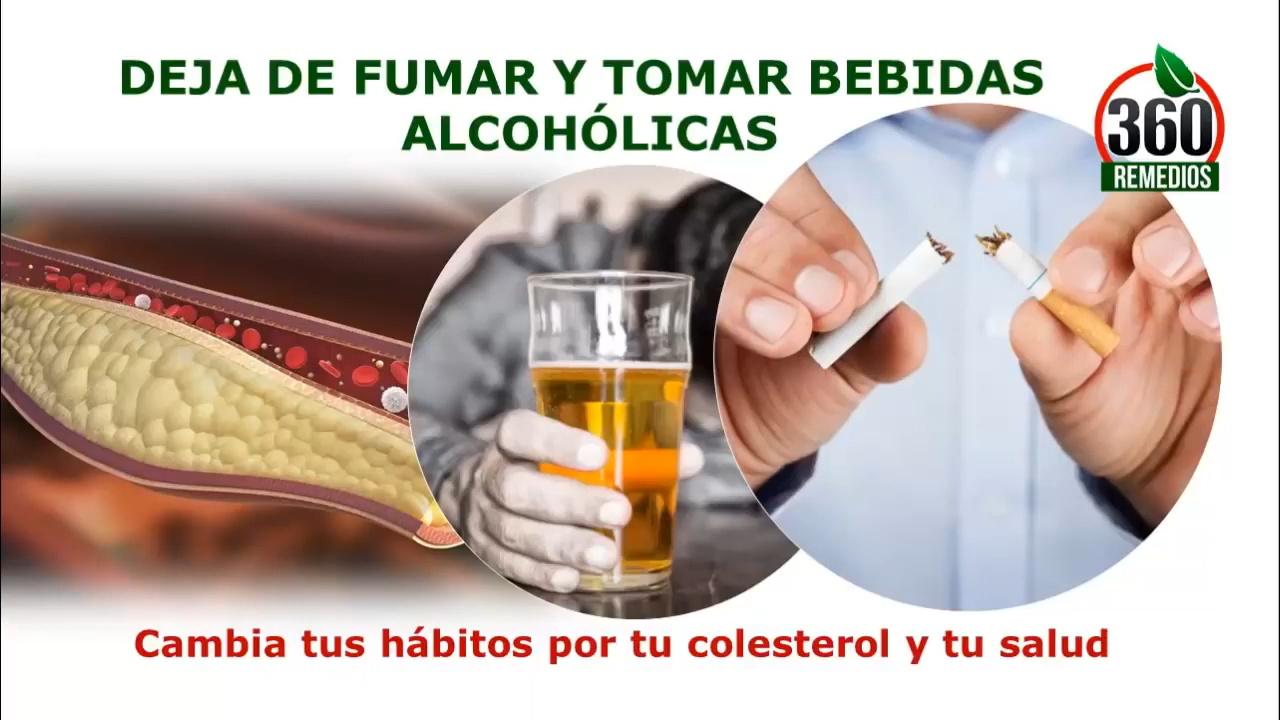 DEJA DE FUMAR Y TOMAR BEBIDAS
ALCOHÓLICAS
360
REMEDIOS
Cambia tus hábitos por tu colesterol y tu salud